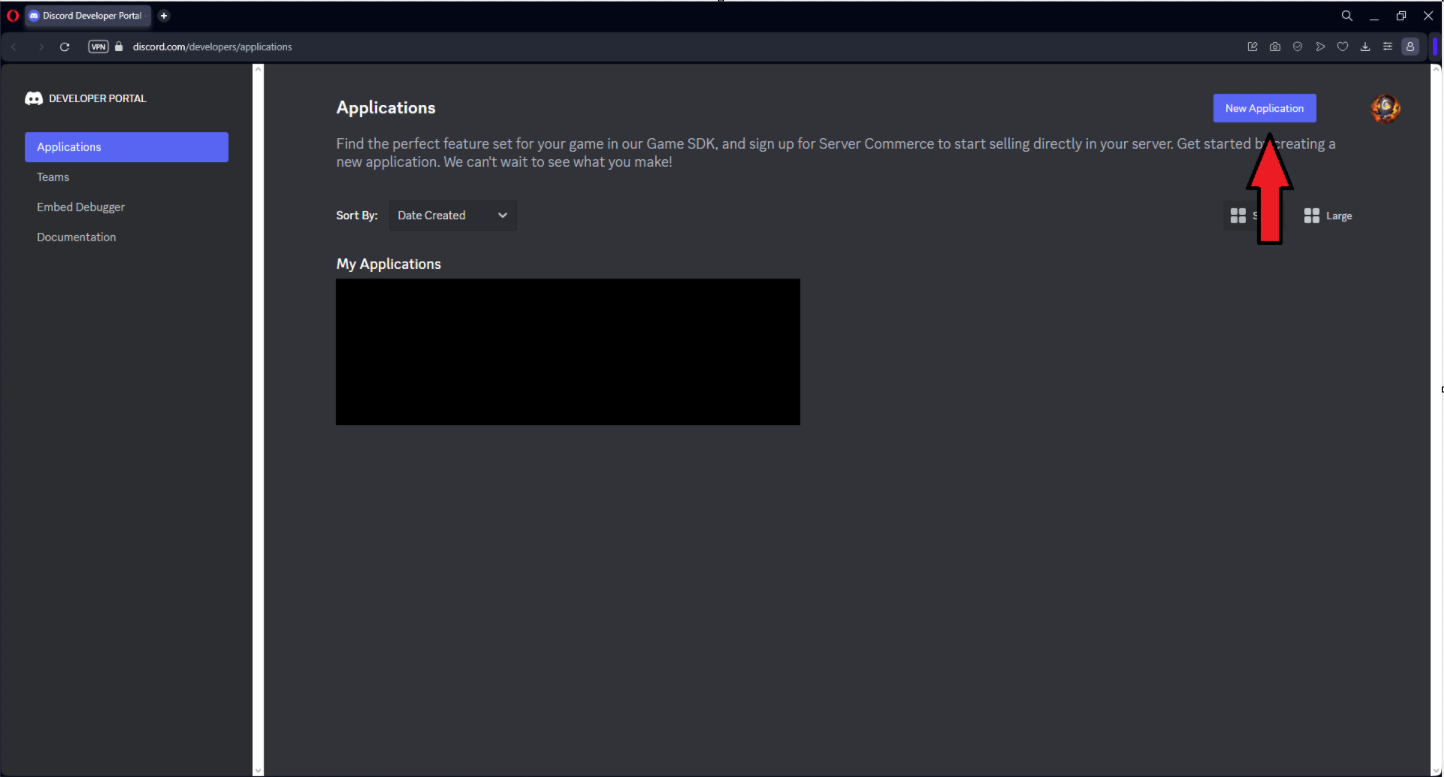 Discord Developer Portal
VPN discord.com/developers/applications
DEVELOPER PORTAL
Applications
Teams
Embed Debugger
Documentation
Applications
New Application
Find the perfect feature set for your game in our Game SDK, and sign up for Server Commerce to start selling directly in your server. Get started creating a
new application. We can't wait to see what you make!
Sort By: Date Created
Large
My Applications